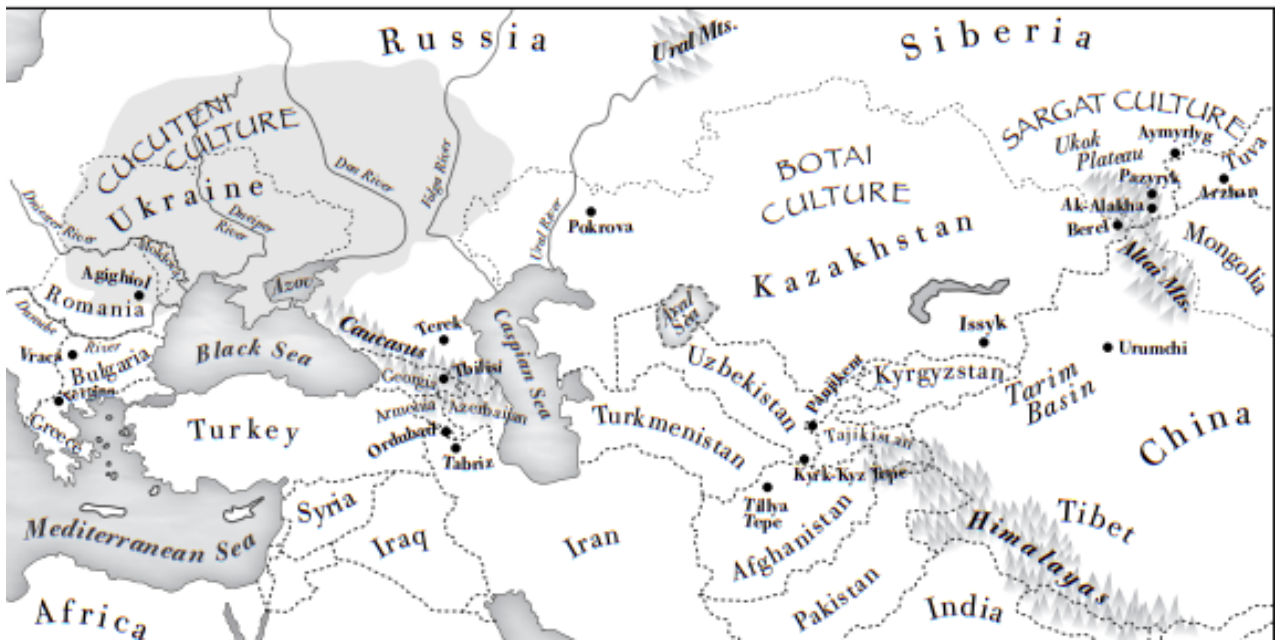 Russia
Ural Mts.
Siberia
CUCUTENI
CULTURE
Ukraine
Dniester River
Dnieper
River
Don River
Volga River
Ural River
Pokrova
BOTAI
CULTURE
Kazakhstan
SARGAT CULTURE
Ukok
Plateau
Aymyrlyg
Tuva
Pazyryk
Arzhan
Ak-Alakha
Berel
Altai Mts.
Mongolia
Moldova
Agighiol
Romania
Danube
River
Azov
Vraca
Bulgaria
Black Sea
Caucasus
Terek
Georgia
Tbilisi
Armenia
Azerbaijan
Caspian Sea
Aral
Sea
Issyk
Urumchi
Uzbekistan
Panjikent
Kyrgyzstan
Tarim
Basin
Greece
Turkey
Ordubad
Tabriz
Turkmenistan
Tajikistan
China
Kyrk-Kyz Tepe
Tillya
Tepe
Syria
Mediterranean Sea
Iraq
Iran
Afghanistan
Himalayas
Tibet
Africa
Pakistan
India